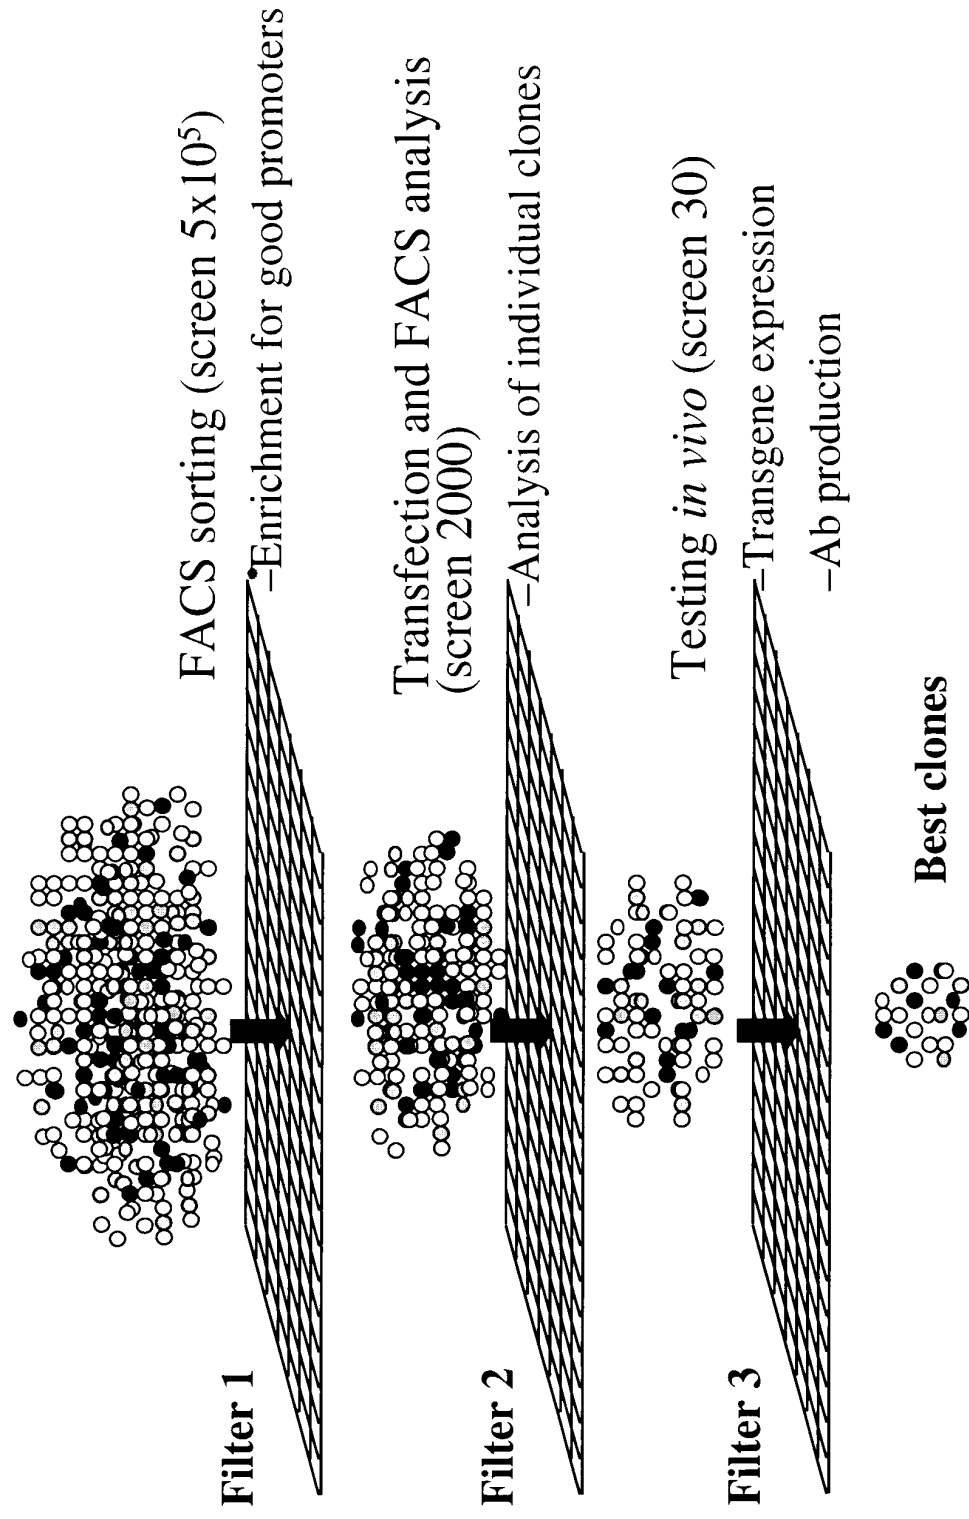 Filter 1
FACS sorting (screen 5x10⁵)
–Enrichment for good promoters
Filter 2
Transfection and FACS analysis
(screen 2000)
–Analysis of individual clones
Filter 3
Testing in vivo (screen 30)
–Transgene expression
–Ab production
Best clones